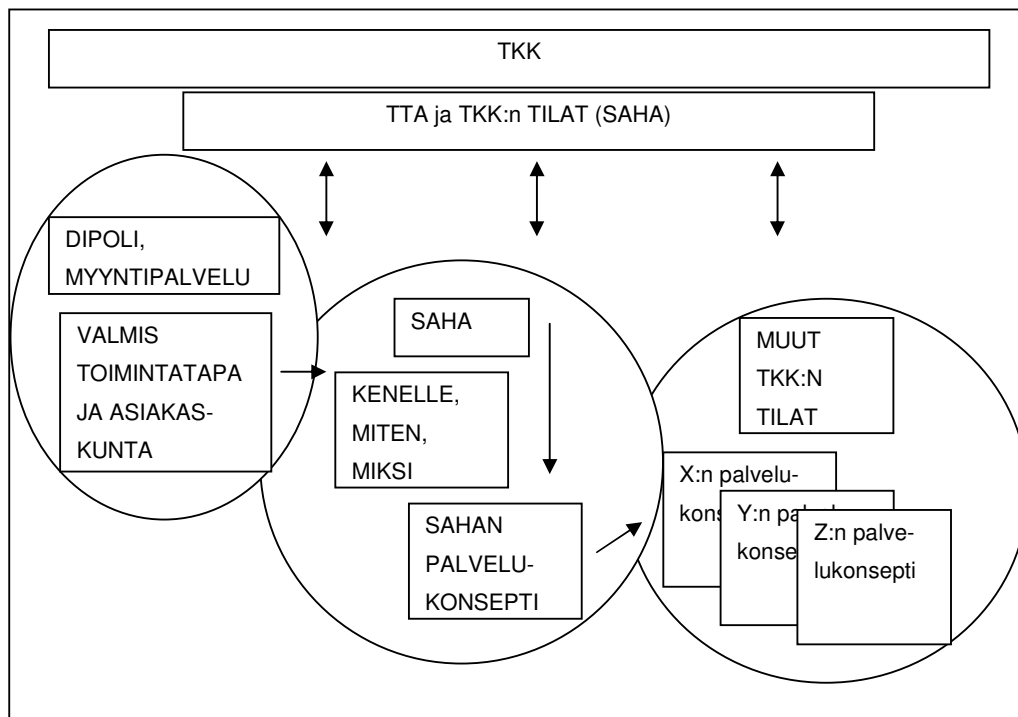 TKK
TTA ja TKK:n TILAT (SAHA)
DIPOLI,
MYYNTIPALVELU
VALMIS
TOIMINTATAPA
JA ASIAKAS-
KUNTA
SAHA
KENELLE,
MITEN,
MIKSI
SAHAN
PALVELU-
KONSEPTI
MUUT
TKK:N
TILAT
X:n palvelu-
Y:n
Z:n palve-
lukonsepti